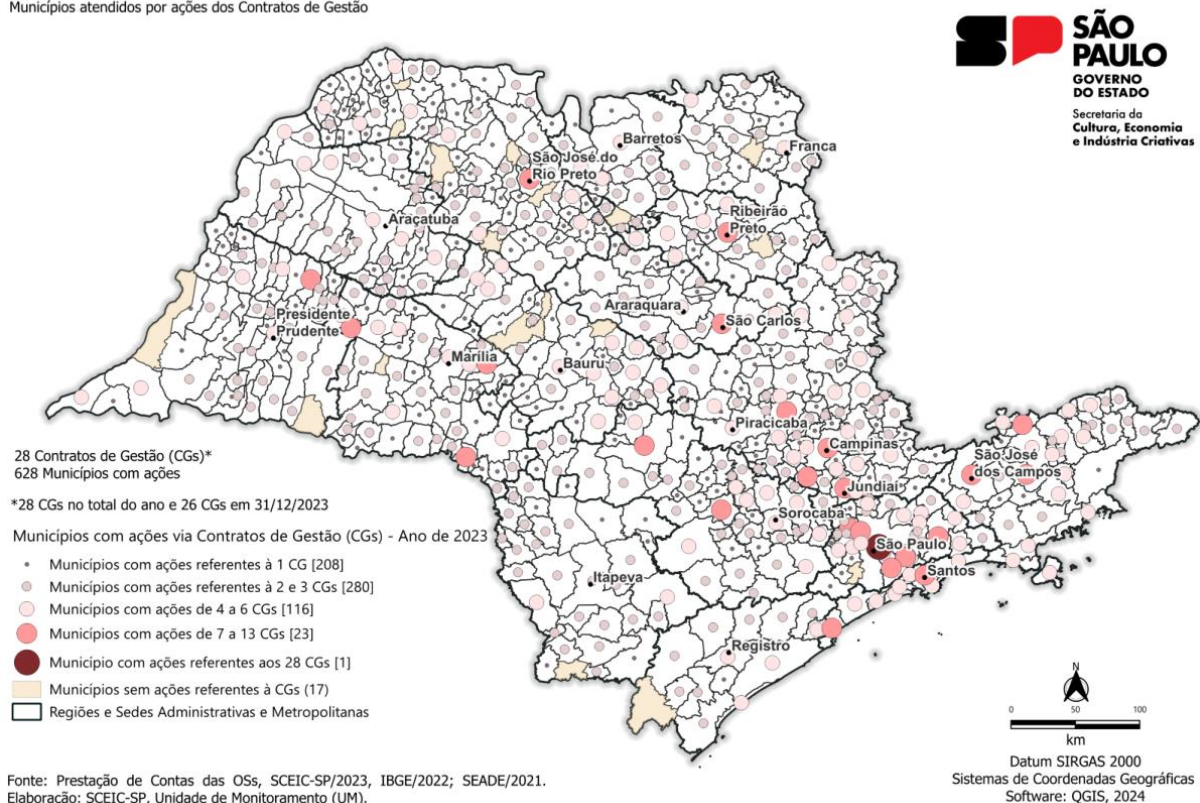 Municípios atendidos por ações dos Contratos de Gestão
SÃO
PAULO
GOVERNO
DO ESTADO
Secretaria da
Cultura, Economia
e Indústria Criativas
Barretos
Franca
São José do
Rio Preto
Ribeirão
Preto
Araçatuba
Araraquara
São Carlos
Presidente
Prudente
Marília
Bauru
Piracicaba
Campinas
São José
dos Campos
Jundiaí
Sorocaba
São Paulo
Santos
Itapeva
Registro
28 Contratos de Gestão (CGs)*
628 Municípios com ações
*28 CGs no total do ano e 26 CGs em 31/12/2023
Municípios com ações via Contratos de Gestão (CGs) - Ano de 2023
Municípios com ações referentes à 1 CG [208]
Municípios com ações referentes à 2 e 3 CGs [280]
Municípios com ações de 4 a 6 CGs [116]
Municípios com ações de 7 a 13 CGs [23]
Município com ações referentes aos 28 CGs [1]
Municípios sem ações referentes à CGs (17)
Regiões e Sedes Administrativas e Metropolitanas
N
0 50 100
km
Datum SIRGAS 2000
Sistemas de Coordenadas Geográficas
Software: QGIS, 2024
Fonte: Prestação de Contas das OSs, SCEIC-SP/2023, IBGE/2022; SEADE/2021.
Elaboração: SCEIC-SP, Unidade de Monitoramento (UM).